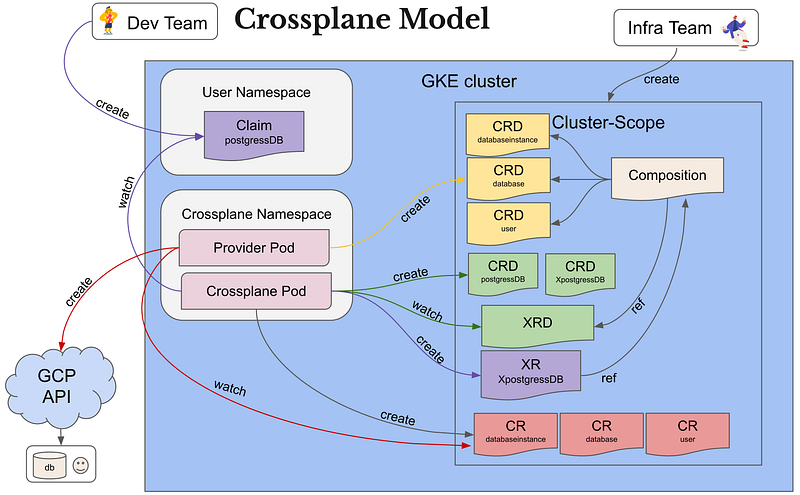 Dev Team
Crossplane Model
Infra Team
create
create
GKE cluster
User Namespace
Claim
postgressDB
Cluster-Scope
CRD
databaseinstance
CRD
database
CRD
user
Composition
watch
create
Crossplane Namespace
Provider Pod
Crossplane Pod
create
create
CRD
postgressDB
CRD
XpostgressDB
watch
XRD
ref
create
XR
XpostgressDB
ref
GCP
API
watch
create
CR
databaseinstance
CR
database
CR
user
db